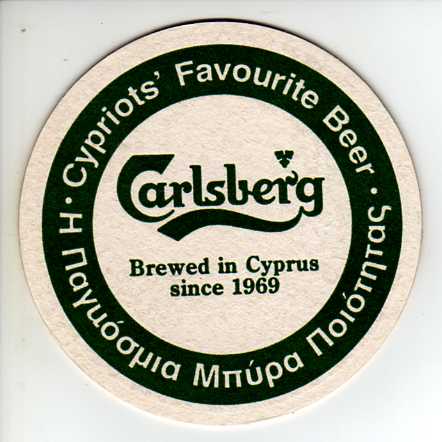 Cypriots' Favourite Beer
Carlsberg
Brewed in Cyprus
since 1969
Η Παγκόσμια Μπύρα Ποιότητας